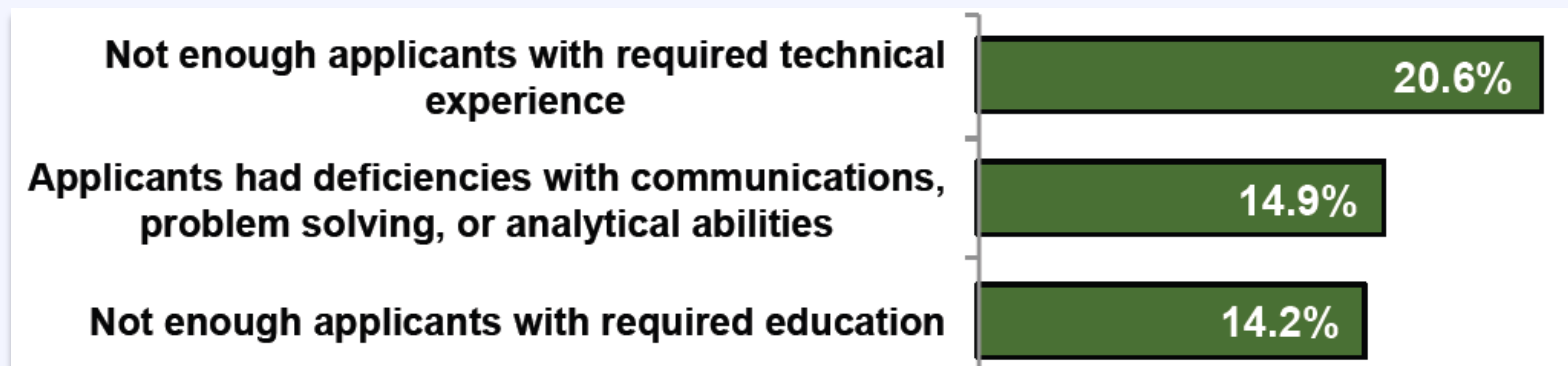 Not enough applicants with required technical
experience
20.6%
Applicants had deficiencies with communications,
problem solving, or analytical abilities
14.9%
Not enough applicants with required education
14.2%